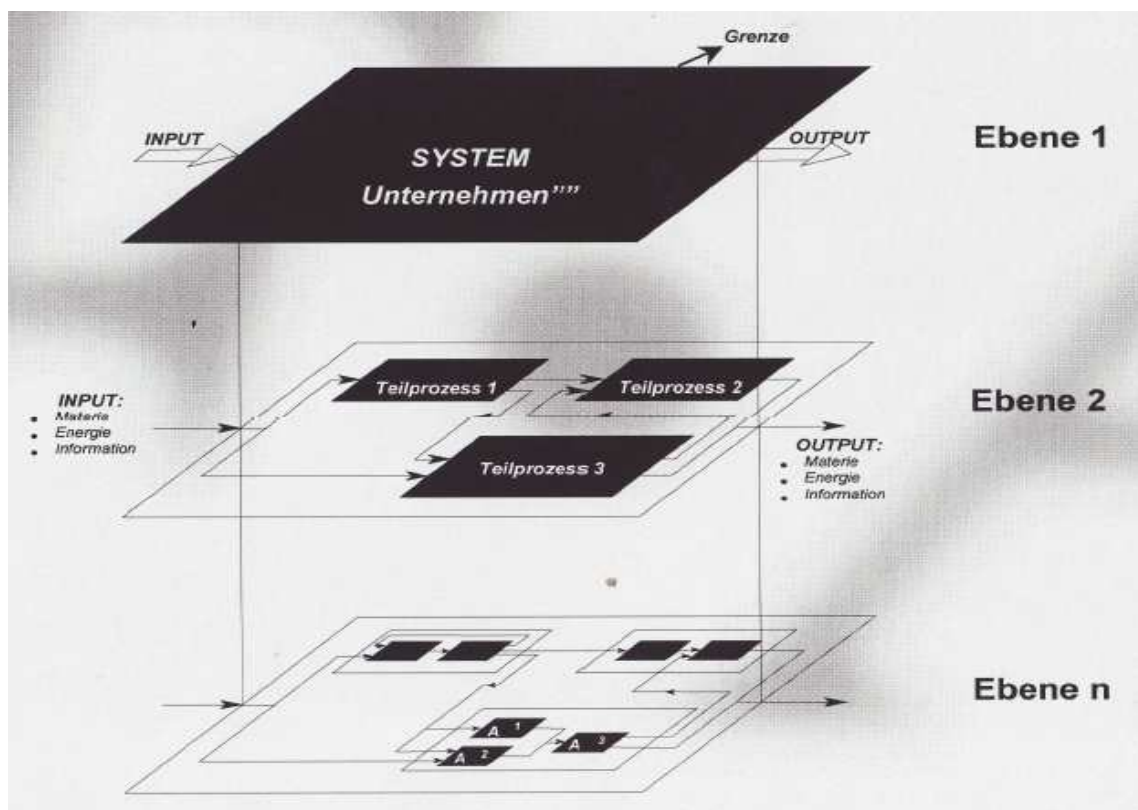 Grenze
INPUT
OUTPUT
Ebene 1
SYSTEM
Unternehmen””
Teilprozess 1
Teilprozess 2
Ebene 2
INPUT:
• Materie
• Energie
• Information
Teilprozess 3
OUTPUT:
• Materie
• Energie
• Information
Ebene n
A 1
A 2
A 3